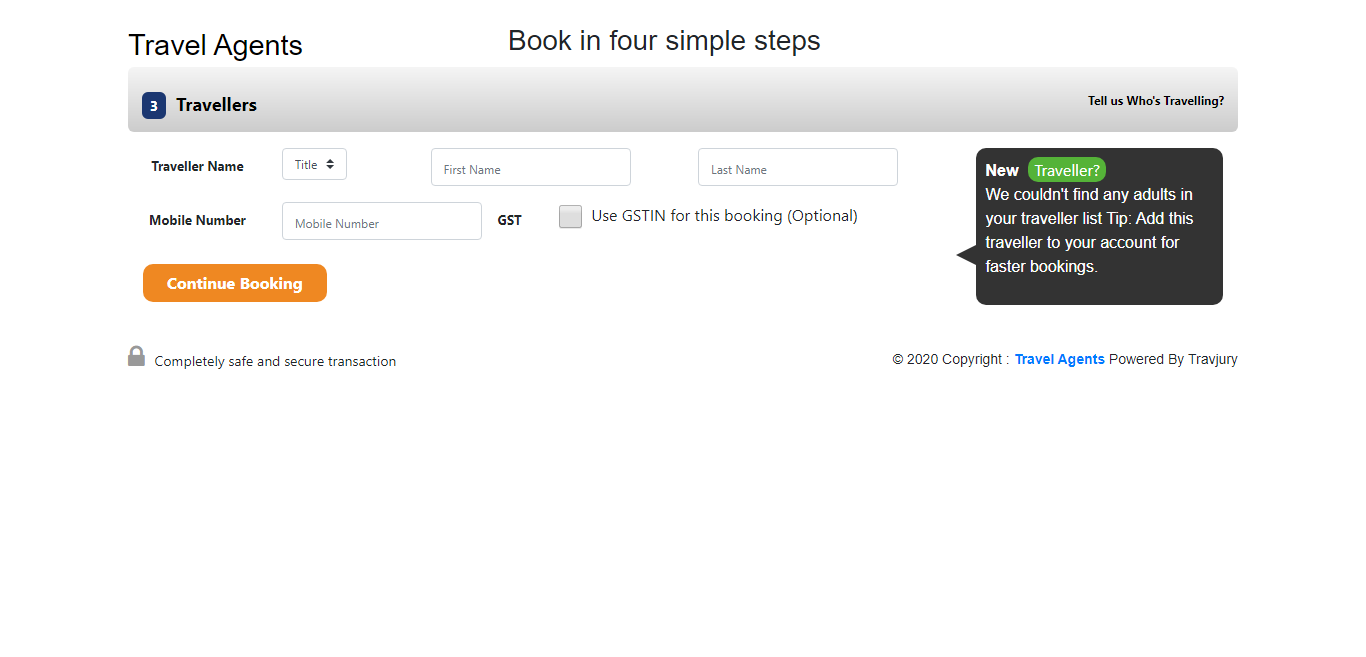 Travel Agents
Book in four simple steps
3 Travellers
Tell us Who's Travelling?
Traveller Name Title First Name Last Name
Mobile Number Mobile Number GST Use GSTIN for this booking (Optional)
Continue Booking
New Traveller?
We couldn't find any adults in
your traveller list Tip: Add this
traveller to your account for
faster bookings.
Completely safe and secure transaction
© 2020 Copyright : Travel Agents Powered By Travjury